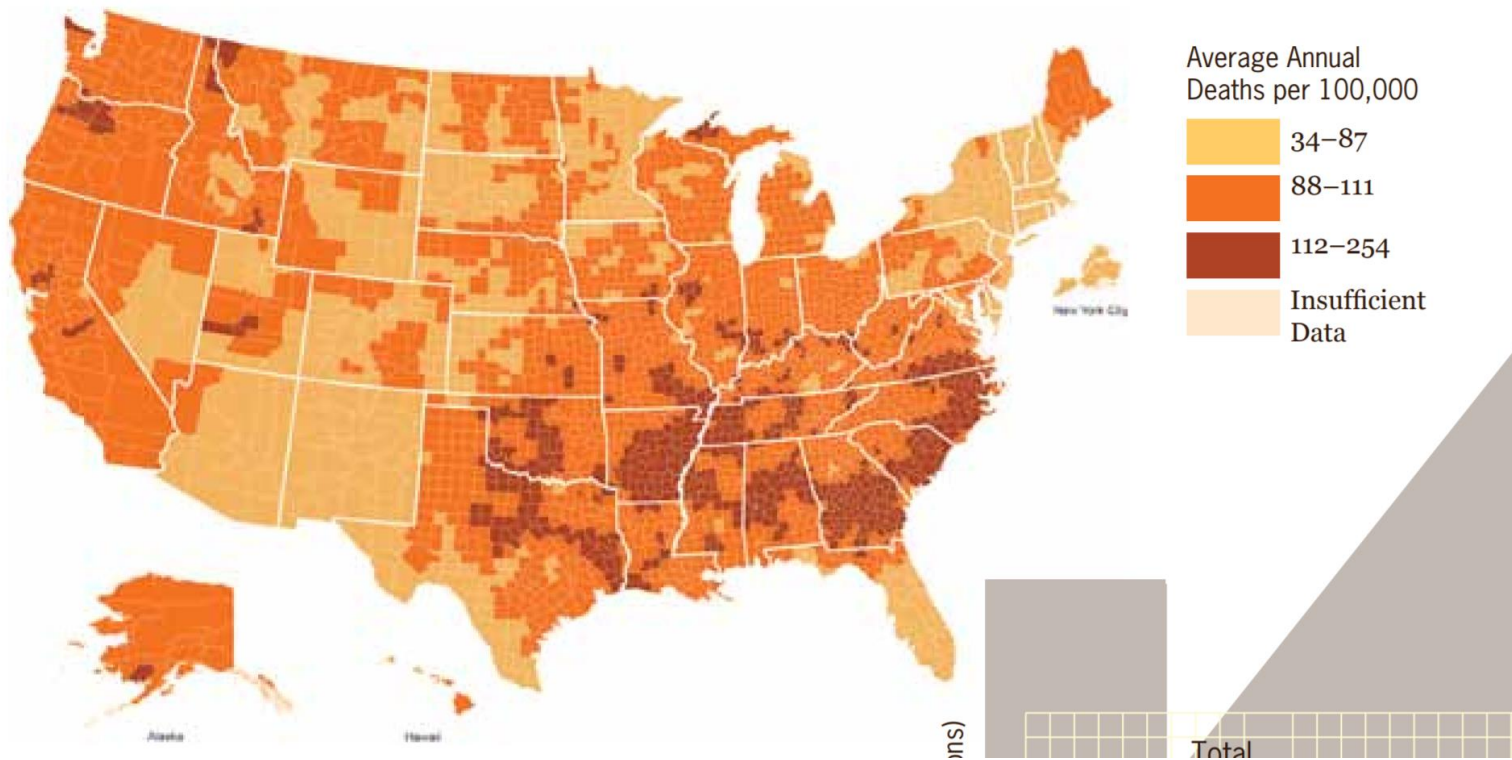 Average Annual
Deaths per 100,000
34–87
88–111
112–254
Insufficient
Data
New York City
Alaska
Hawaii
ons)
Total